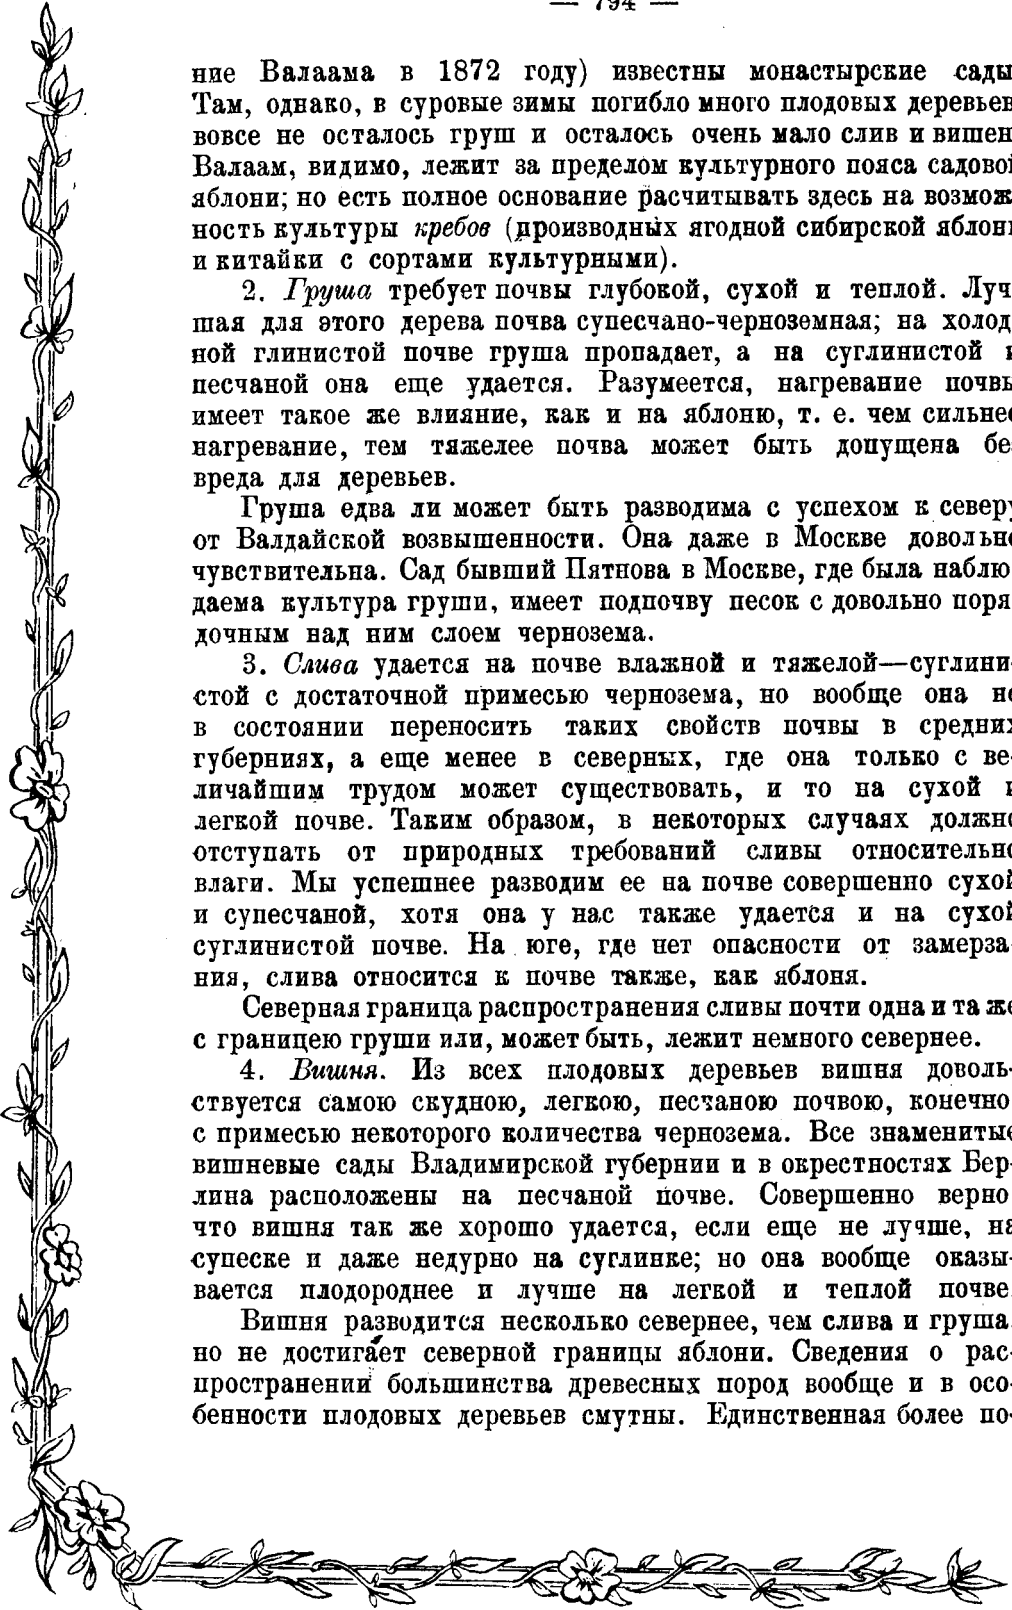 — 794 —
ние Валаама в 1872 году) известны монастырские сады
Там, однако, в суровые зимы погибло много плодовых деревьев
вовсе не осталось груш и осталось очень мало слив и вишен
Валаам, видимо, лежит за пределом культурного пояса садовой
яблони; но есть полное основание расчитывать здесь на возмож-
ность культуры кребов (производных ягодной сибирской яблони
и китайки с сортами культурными).
2. Груша требует почвы глубокой, сухой и теплой. Луч-
шая для этого дерева почва супесчано-черноземная; на холод-
ной глинистой почве груша пропадает, а на суглинистой и
песчаной она еще удается. Разумеется, нагревание почвы
имеет такое же влияние, как и на яблоню, т. е. чем сильнее
нагревание, тем тяжелее почва может быть допущена без
вреда для деревьев.
Груша едва ли может быть разводима с успехом к северу
от Валдайской возвышенности. Она даже в Москве довольно
чувствительна. Сад бывший Пятнова в Москве, где была наблю-
даема культура груши, имеет подпочву песок с довольно поря-
дочным над ним слоем чернозема.
3. Слива удается на почве влажной и тяжелой—суглини-
стой с достаточной примесью чернозема, но вообще она не
в состоянии переносить таких свойств почвы в средних
губерниях, а еще менее в северных, где она только с ве-
личайшим трудом может существовать, и то на сухой и
легкой почве. Таким образом, в некоторых случаях должно
отступать от природных требований сливы относительно
влаги. Мы успешнее разводим ее на почве совершенно сухой
и супесчаной, хотя она у нас также удается и на сухой
суглинистой почве. На юге, где нет опасности от замерза-
ния, слива относится к почве также, как яблоня.
Северная граница распространения сливы почти одна и та же
с границею груши или, может быть, лежит немного севернее.
4. Вишня. Из всех плодовых деревьев вишня доволь-
ствуется самою скудною, легкою, песчаною почвою, конечно
с примесью некоторого количества чернозема. Все знаменитые
вишневые сады Владимирской губернии и в окрестностях Бер-
лина расположены на песчаной почве. Совершенно верно
что вишня так же хорошо удается, если еще не лучше, на
супеске и даже недурно на суглинке; но она вообще оказы-
вается плодороднее и лучше на легкой и теплой почве
Вишня разводится несколько севернее, чем слива и груша
но не достигает северной границы яблони. Сведения о рас-
пространении большинства древесных пород вообще и в осо-
бенности плодовых деревьев смутны. Единственная более по-